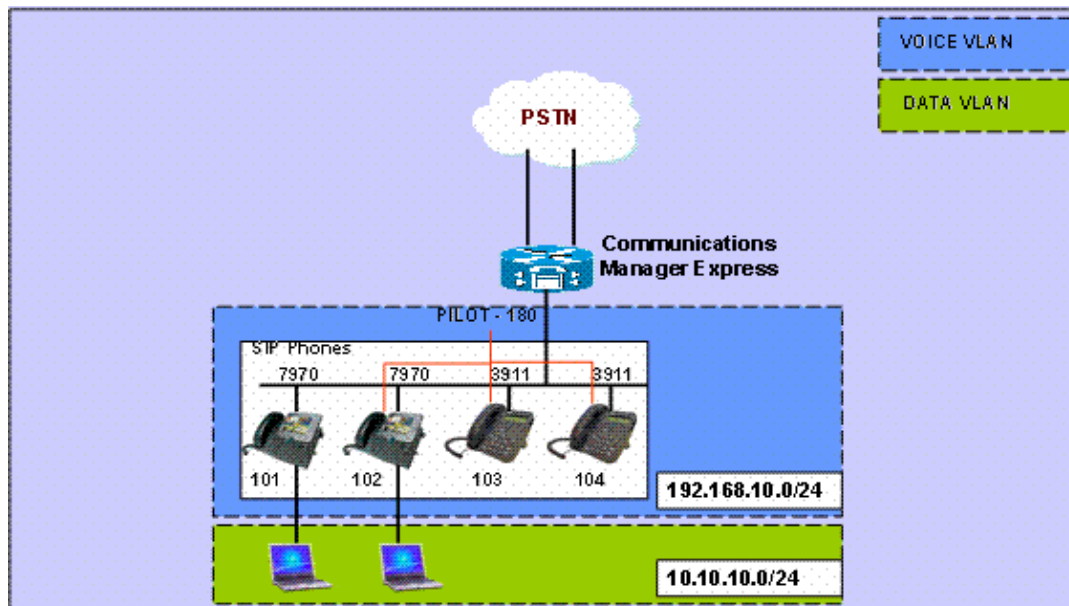 VOICE VLAN
DATA VLAN
PSTN
Communications
Manager Express
PILOT - 180
SIP Phones
7970 7970 3911 3911
101 102 103 104
192.168.10.0/24
10.10.10.0/24